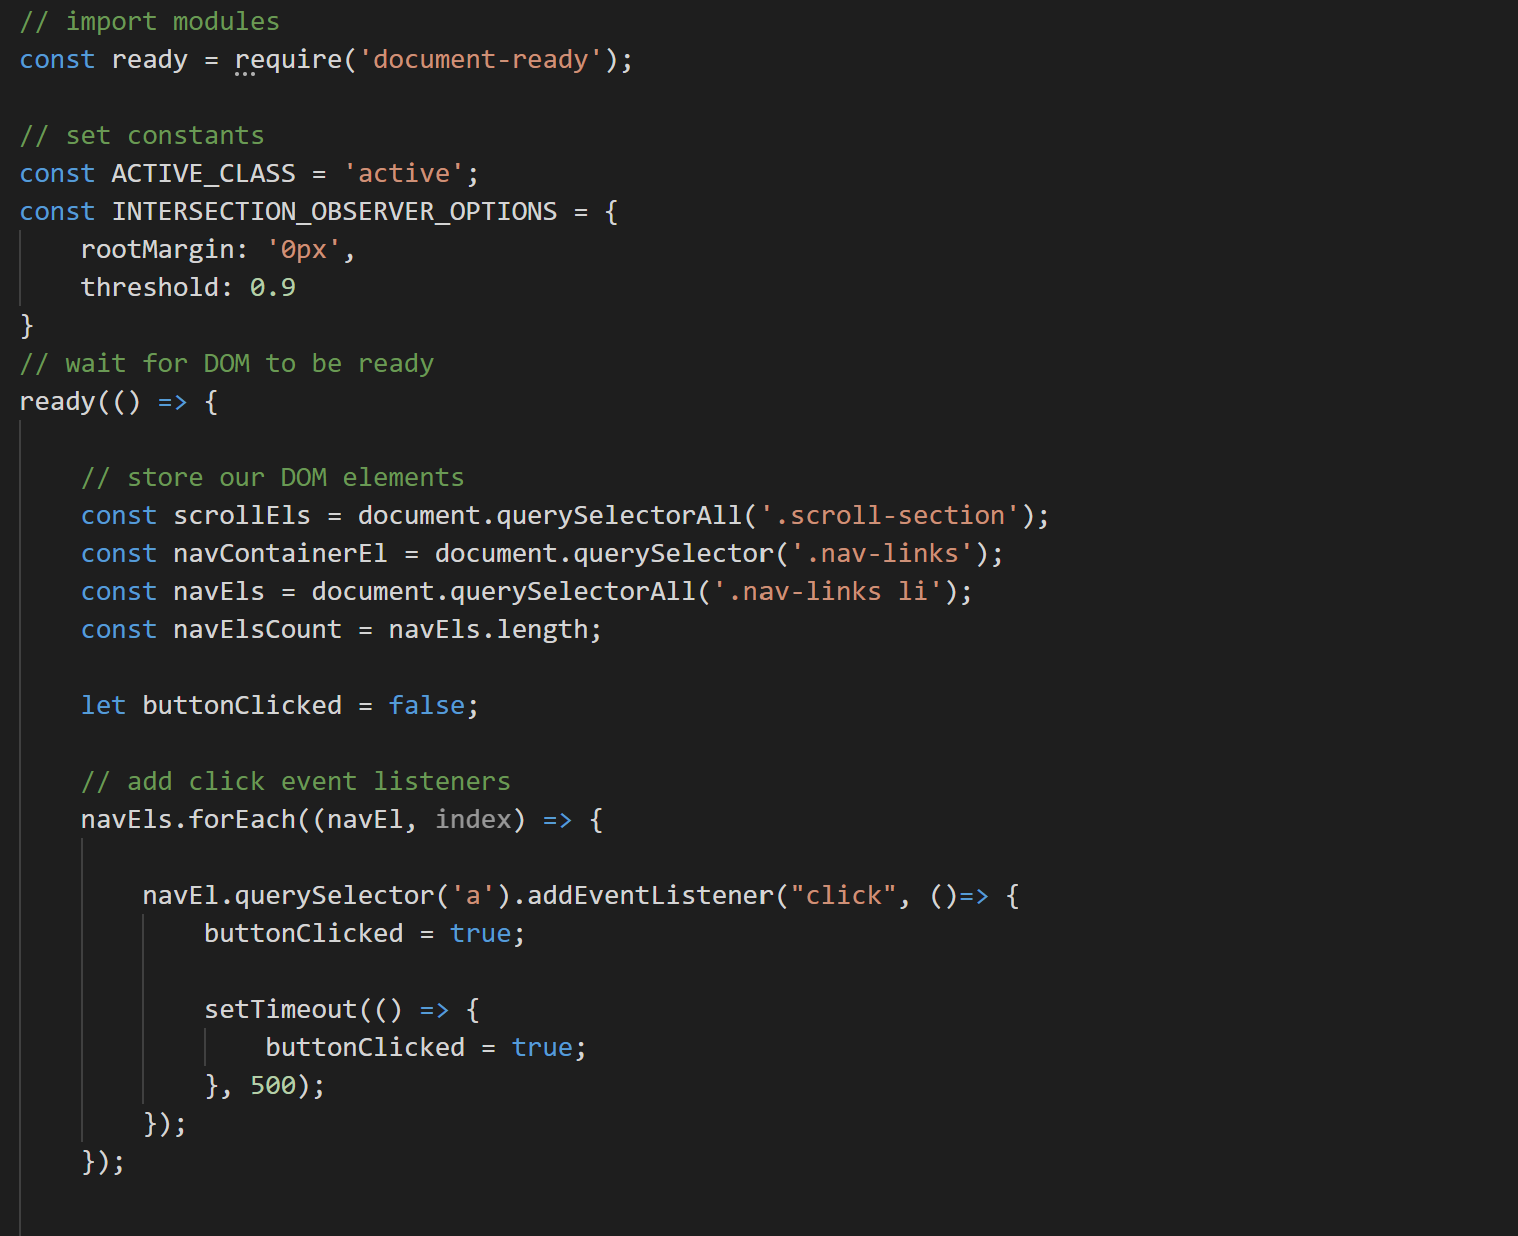 // import modules
const ready = require('document-ready');
// set constants
const ACTIVE_CLASS = 'active';
const INTERSECTION_OBSERVER_OPTIONS = {
    rootMargin: '0px',
    threshold: 0.9
}
// wait for DOM to be ready
ready(() => {
    // store our DOM elements
    const scrollEls = document.querySelectorAll('.scroll-section');
    const navContainerEl = document.querySelector('.nav-links');
    const navEls = document.querySelectorAll('.nav-links li');
    const navElsCount = navEls.length;
    let buttonClicked = false;
    // add click event listeners
    navEls.forEach((navEl, index) => {
        navEl.querySelector('a').addEventListener("click", ()=> {
            buttonClicked = true;
            setTimeout(() => {
                buttonClicked = true;
            }, 500);
        });
    });